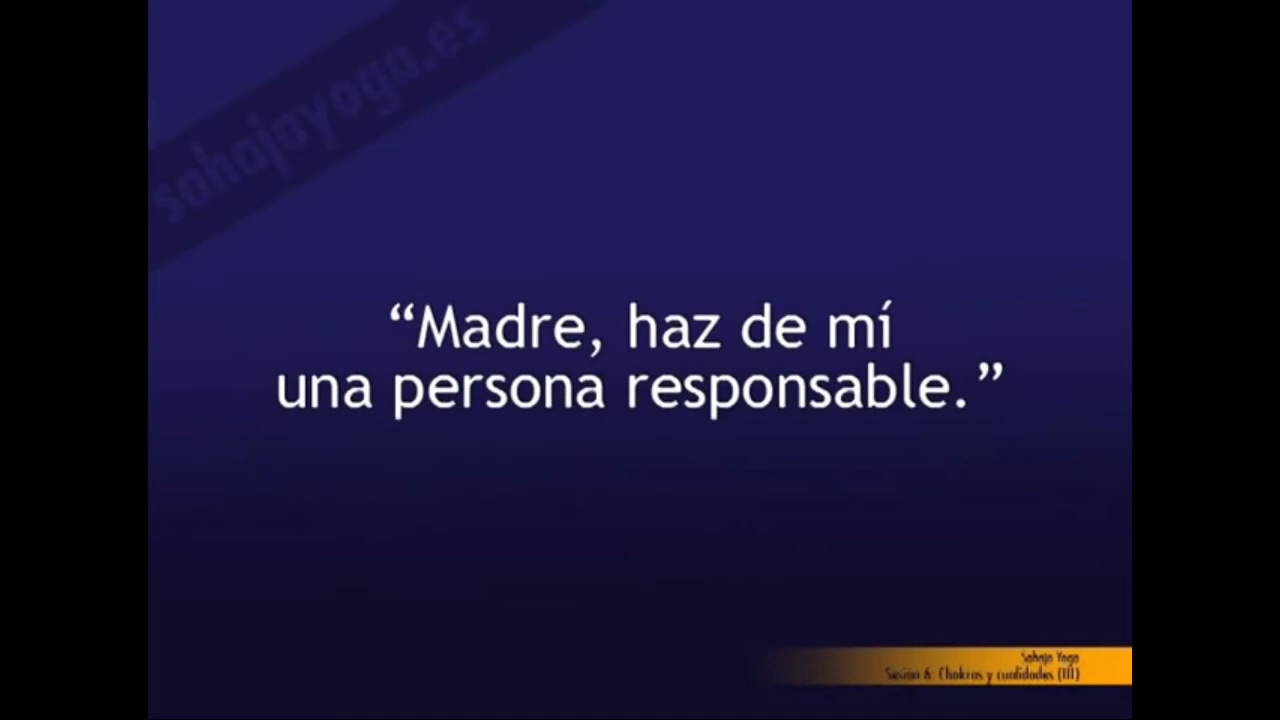 sahajayoga.es
“Madre, haz de mí
una persona responsable.”
Sahaja Yoga
Sesión 6: Chakras y cualidades (III)